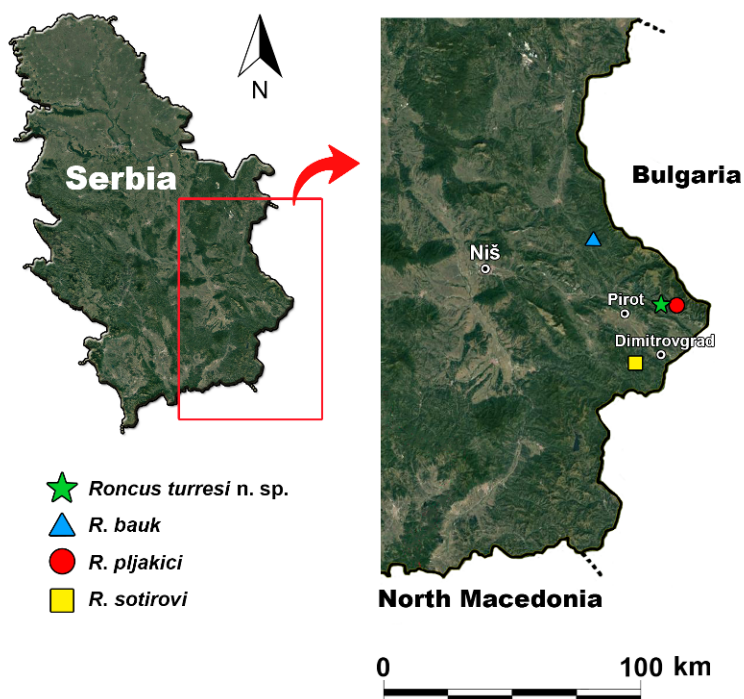 N
Serbia
Bulgaria
Niš
Pirot
Dimitrovgrad
Roncus turresi n. sp.
R. bauk
R. pljakici
R. sotirovi
North Macedonia
0 100 km